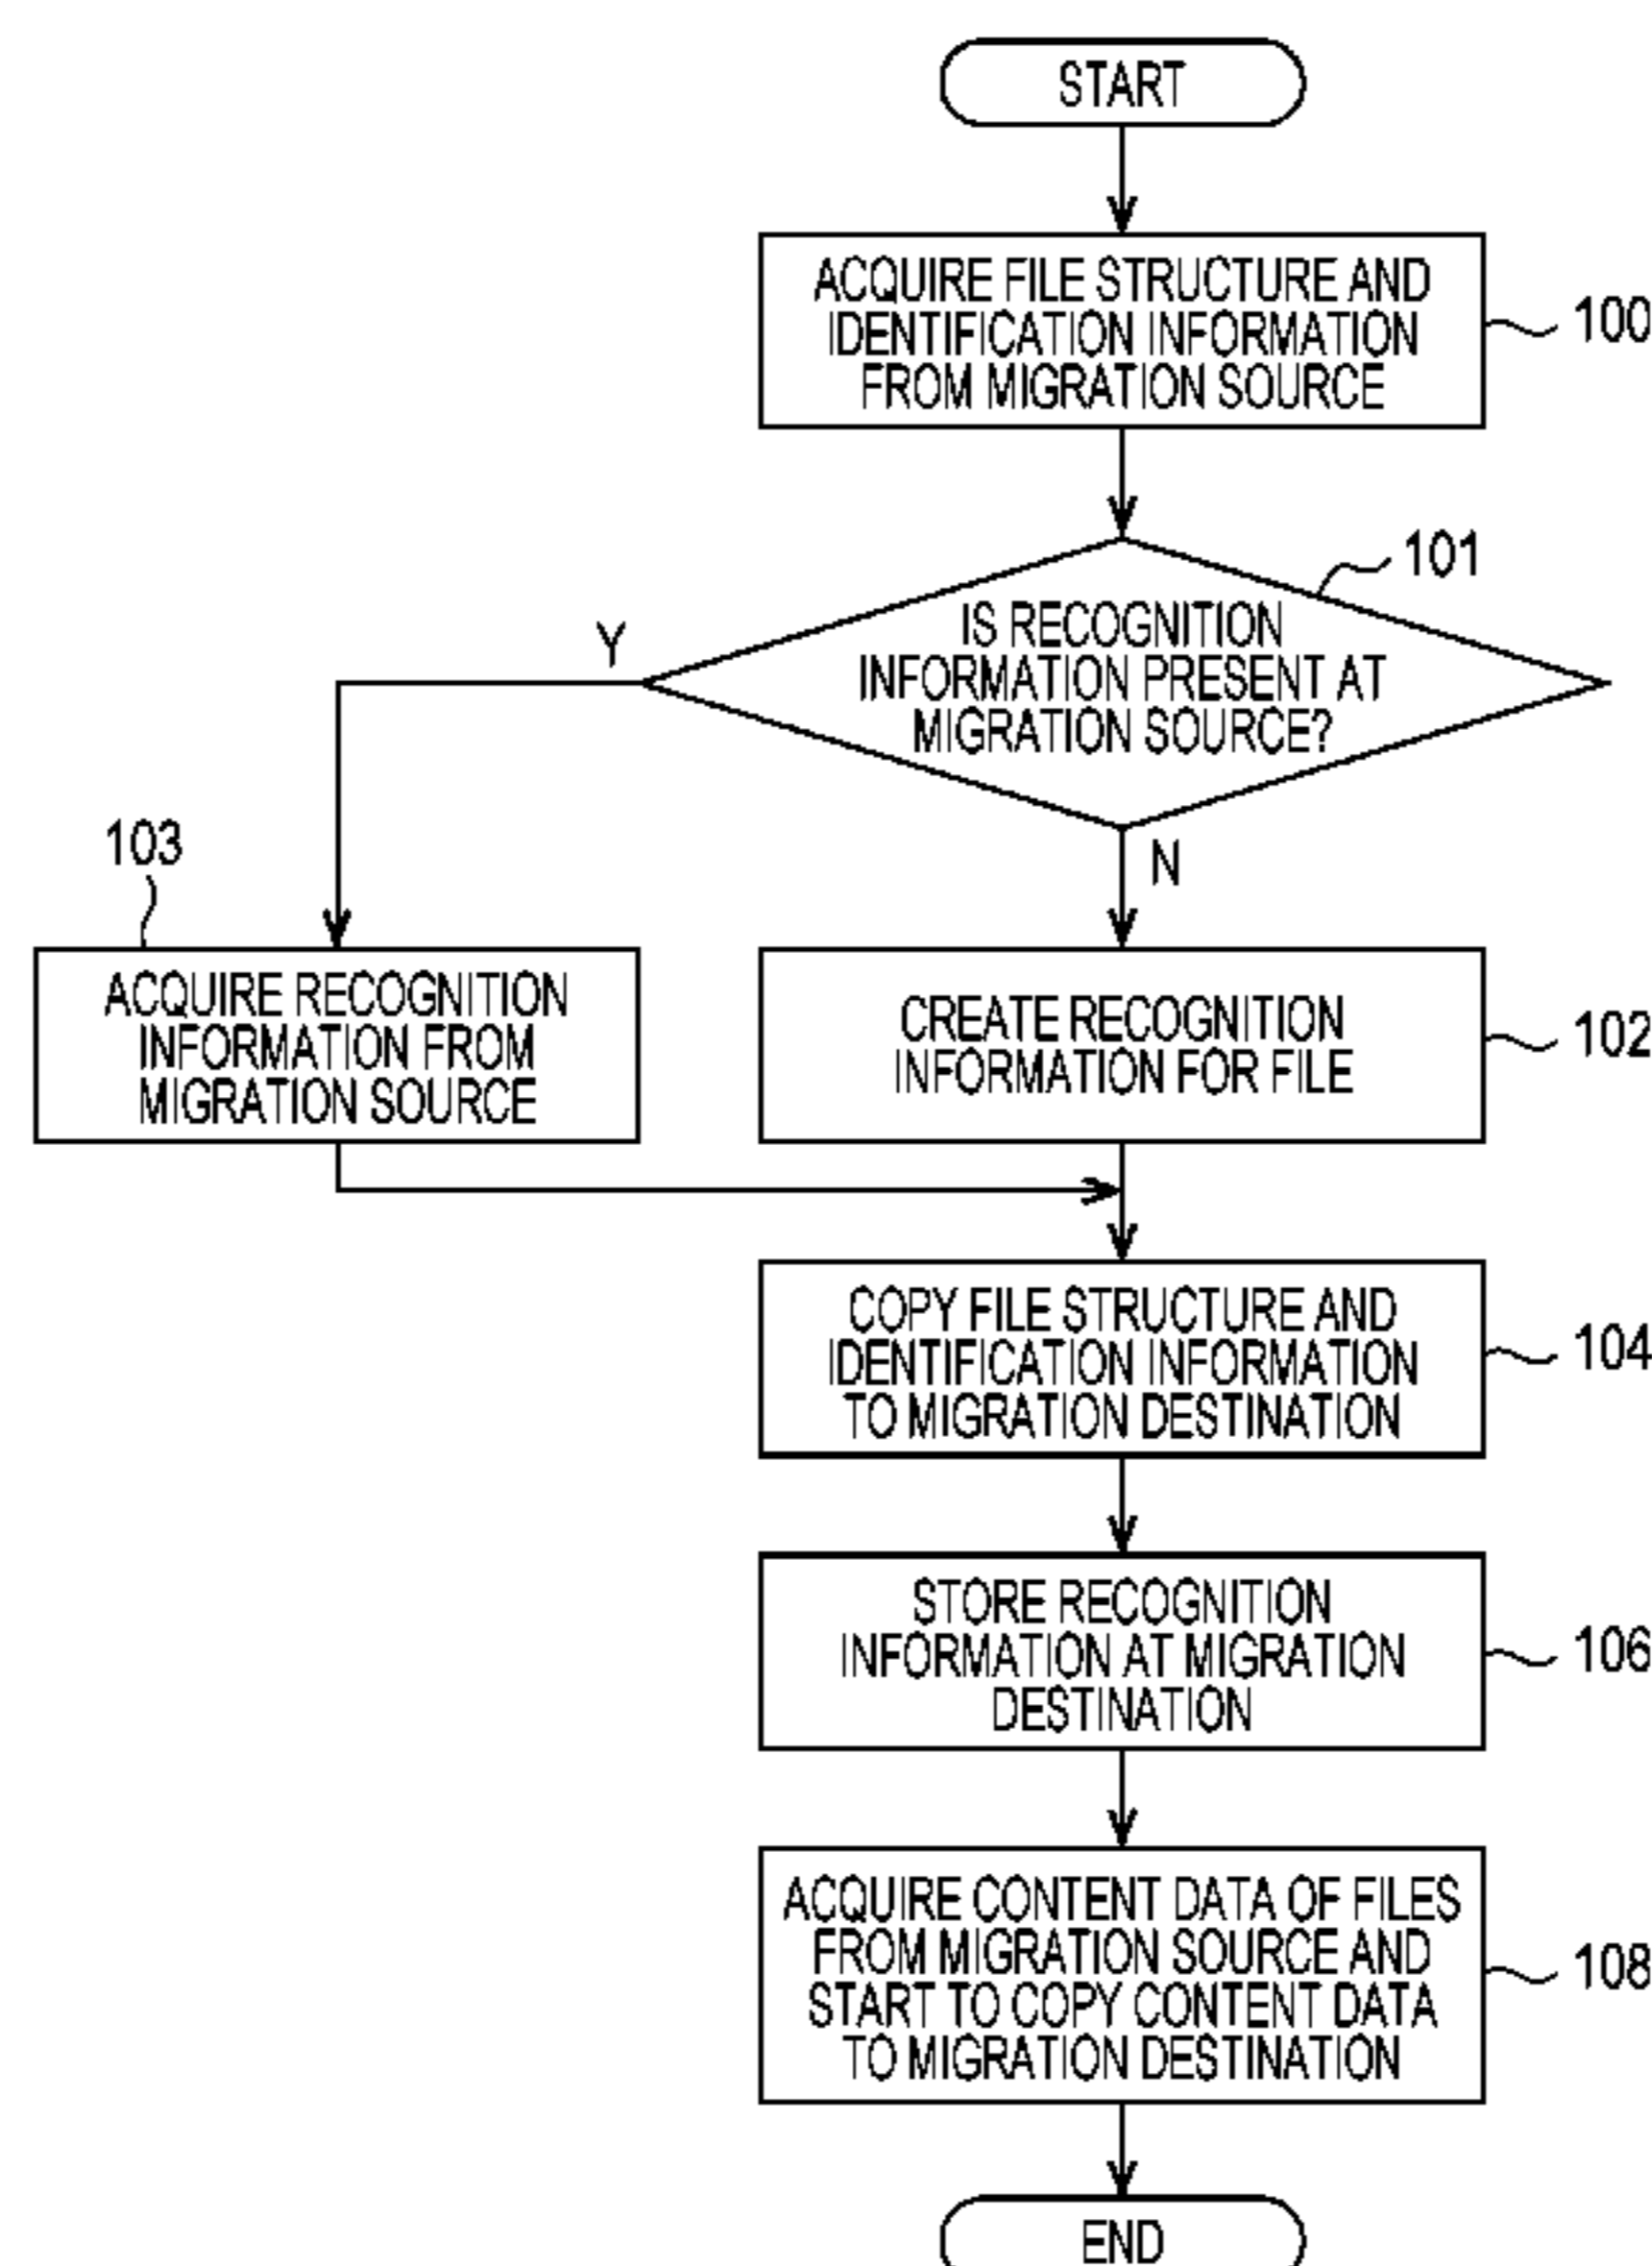 START
ACQUIRE FILE STRUCTURE AND
IDENTIFICATION INFORMATION
FROM MIGRATION SOURCE
100
101
IS RECOGNITION
INFORMATION PRESENT AT
MIGRATION SOURCE?
Y
N
103
ACQUIRE RECOGNITION
INFORMATION FROM
MIGRATION SOURCE
CREATE RECOGNITION
INFORMATION FOR FILE
102
COPY FILE STRUCTURE AND
IDENTIFICATION INFORMATION
TO MIGRATION DESTINATION
104
STORE RECOGNITION
INFORMATION AT MIGRATION
DESTINATION
106
ACQUIRE CONTENT DATA OF FILES
FROM MIGRATION SOURCE AND
START TO COPY CONTENT DATA
TO MIGRATION DESTINATION
108
END